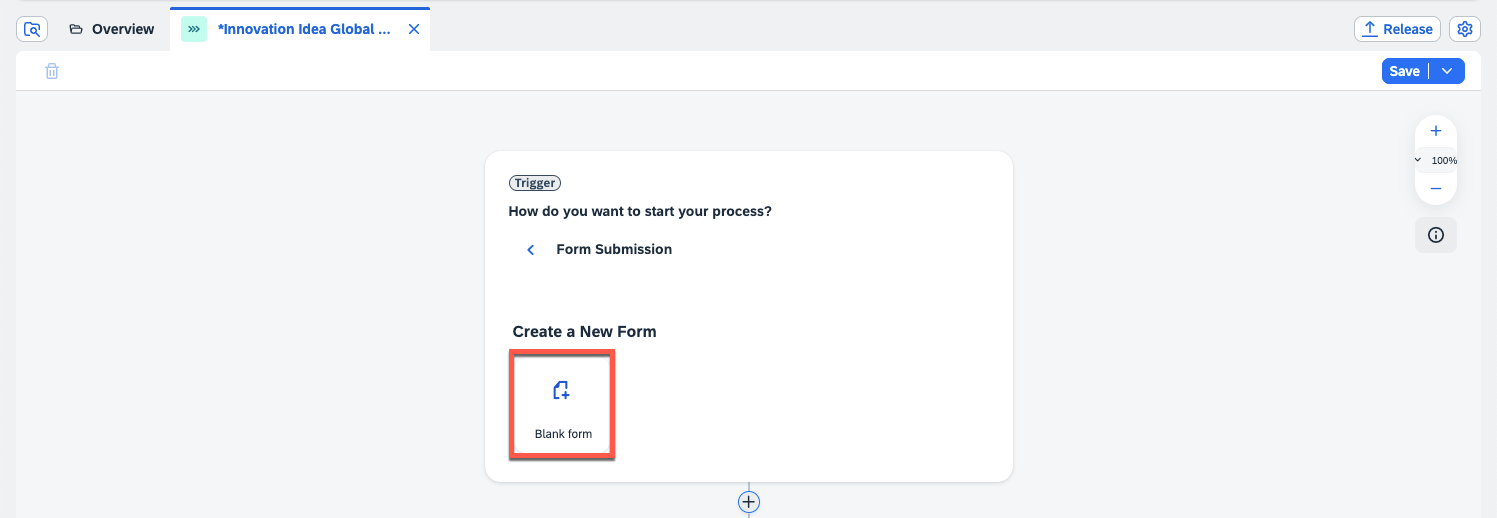 Overview
*Innovation Idea Global ...
Release
Save
100%
Trigger
How do you want to start your process?
Form Submission
Create a New Form
Blank form